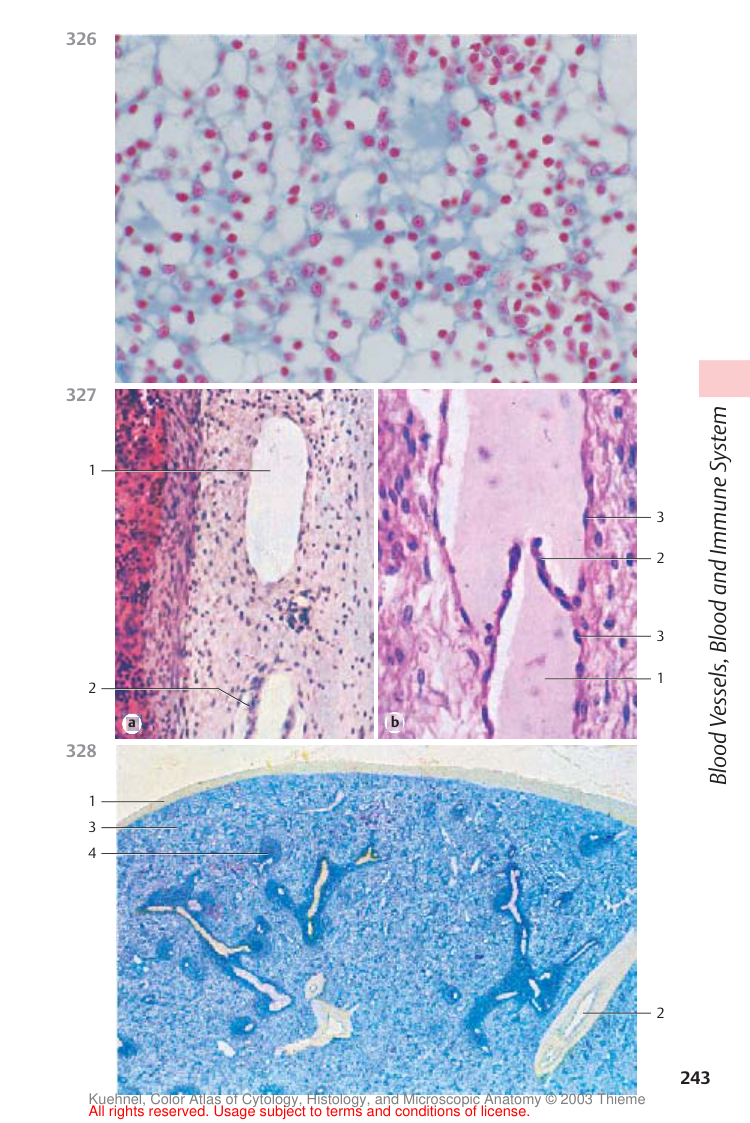 326
327
1
3
2
3
2
1
a
b
328
1
3
4
2
Blood Vessels, Blood and Immune System
243
Kuehnel, Color Atlas of Cytology, Histology, and Microscopic Anatomy © 2003 Thieme
All rights reserved. Usage subject to terms and conditions of license.